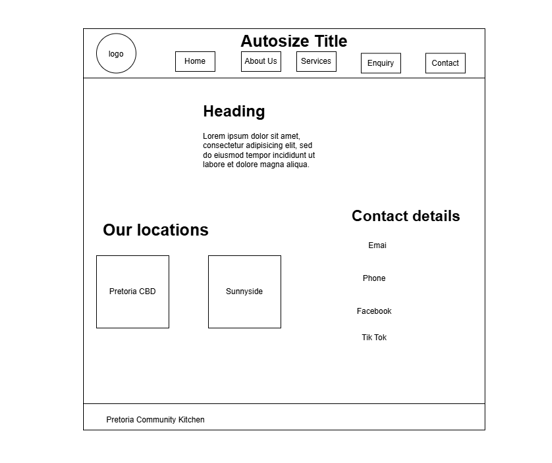 Autosize Title
logo
Home
About Us
Services
Enquiry
Contact
Heading
Lorem ipsum dolor sit amet,
consectetur adipisicing elit, sed
do eiusmod tempor incididunt ut
labore et dolore magna aliqua.
Our locations
Pretoria CBD
Sunnyside
Contact details
Emai
Phone
Facebook
Tik Tok
Pretoria Community Kitchen